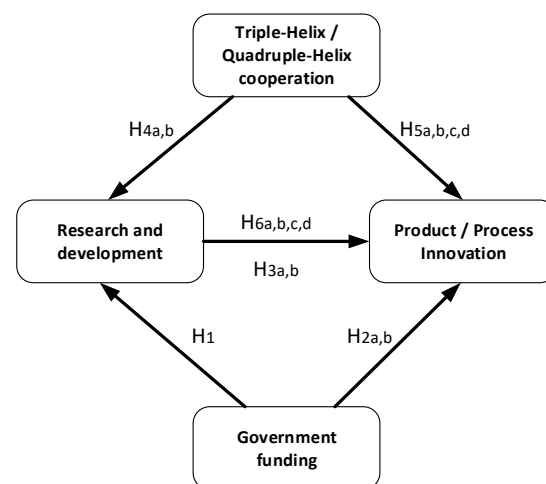 Triple-Helix /
Quadruple-Helix
cooperation
H4a,b
H5a,b,c,d
Research and
development
H6a,b,c,d
H3a,b
Product / Process
Innovation
H1
H2a,b
Government
funding